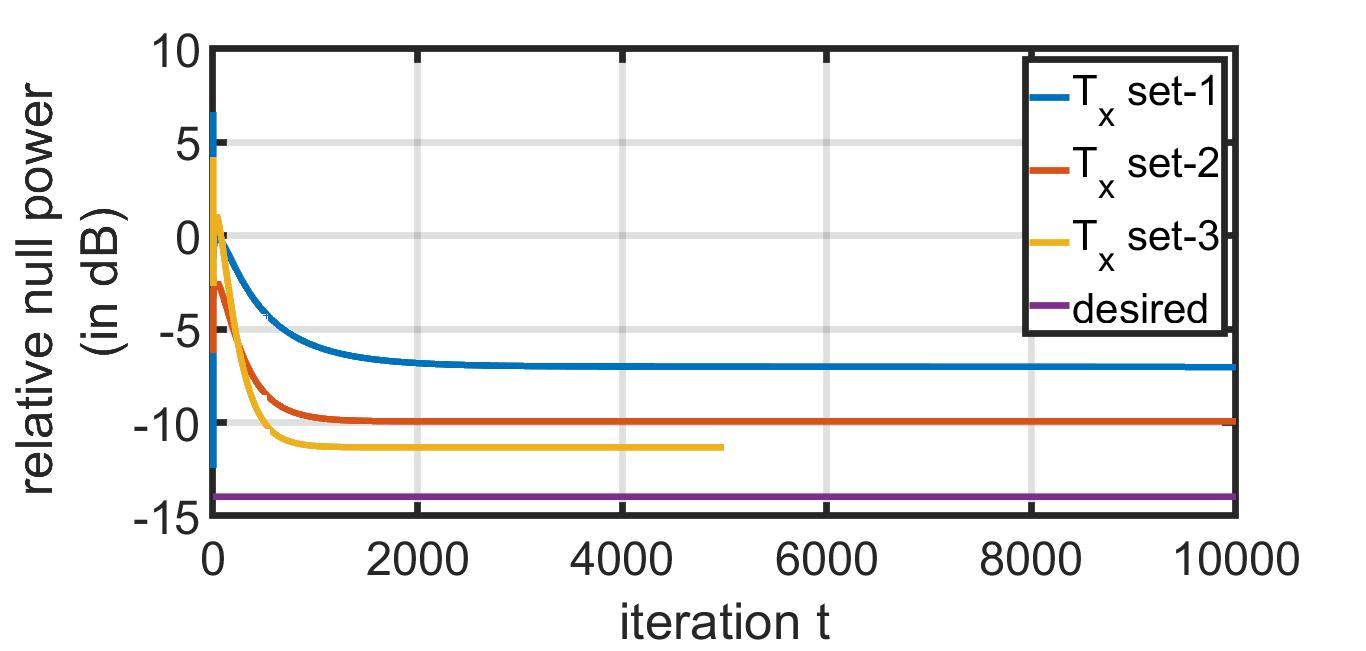 relative null power
(in dB)
10
5
0
-5
-10
-15
Tx set-1
Tx set-2
Tx set-3
desired
0 2000 4000 6000 8000 10000
iteration t